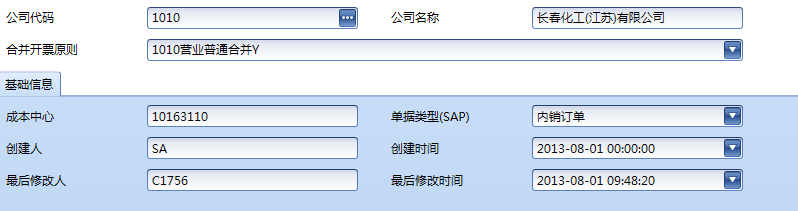 公司代码 1010 公司名称 长春化工(江苏)有限公司
合并开票原则 1010营业普通合并Y
基础信息
成本中心 10163110 单据类型(SAP) 内销订单
创建人 SA 创建时间 2013-08-01 00:00:00
最后修改人 C1756 最后修改时间 2013-08-01 09:48:20